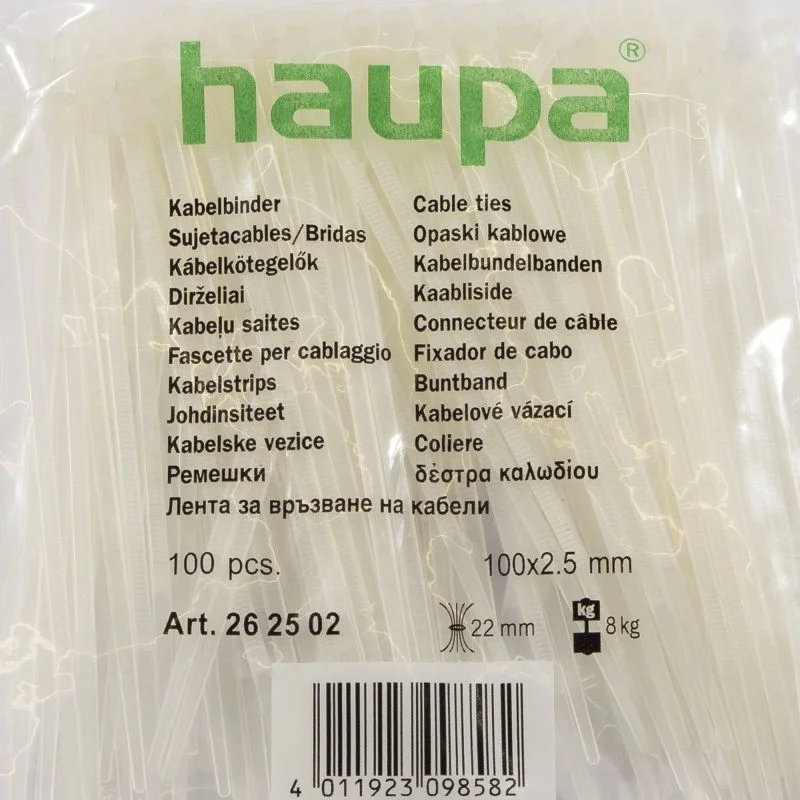 haupa®
Kabelbinder Cable ties
Sujetacables/Bridas Opaski kablowe
Kábelkötegelők Kabelbundelbanden
Dirželiai Kaabliside
Kabeļu saites Connecteur de câble
Fascette per cablaggio Fixador de cabo
Kabelstrips Buntband
Johdinsiteet Kabelové vázací
Kabelske vezice Coliere
Ремешки δέστρα καλωδίου
Лента за връзване на кабели
100 pcs. 100x2.5 mm
Art. 26 25 02 22 mm kg 8 kg
4 011923 098582